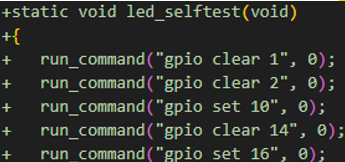 +static void led_selftest(void)
+{
+   run_command("gpio clear 1", 0);
+   run_command("gpio clear 2", 0);
+   run_command("gpio set 10", 0);
+   run_command("gpio clear 14", 0);
+   run_command("gpio set 16", 0);